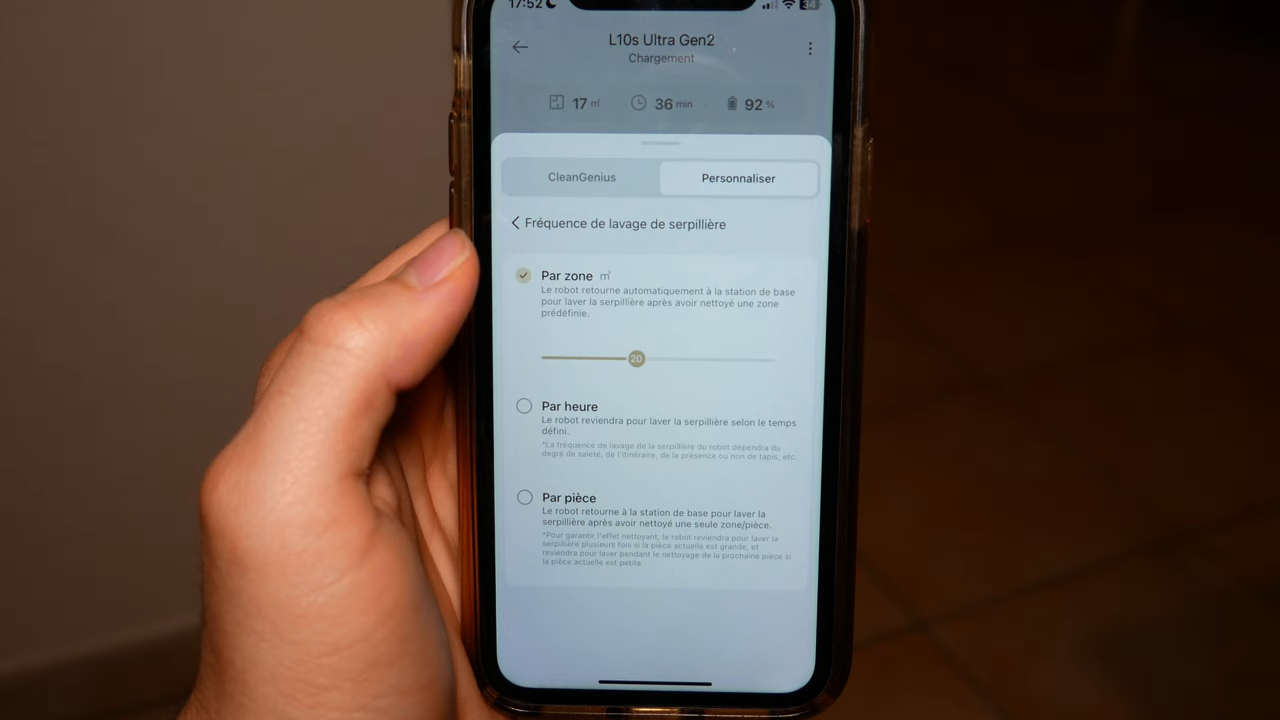 17:52
34
L10s Ultra Gen2
Chargement
17 m² 36 min 92 %
CleanGenius Personnaliser
Fréquence de lavage de serpillière
Par zone m²
Le robot retourne automatiquement à la station de base
pour laver la serpillière après avoir nettoyé une zone
prédéfinie.
20
Par heure
Le robot reviendra pour laver la serpillière selon le temps
défini.
*La fréquence de lavage de la serpillière du robot dépendra du
degré de saleté, de l'itinéraire, de la présence ou non de tapis, etc.
Par pièce
Le robot retourne à la station de base pour laver la
serpillière après avoir nettoyé une seule zone/pièce.
*Pour garantir l'effet nettoyant, le robot reviendra pour laver la
serpillière plusieurs fois si la pièce actuelle est grande, et
reviendra pour laver pendant le nettoyage de la prochaine pièce si
la pièce actuelle est petite.